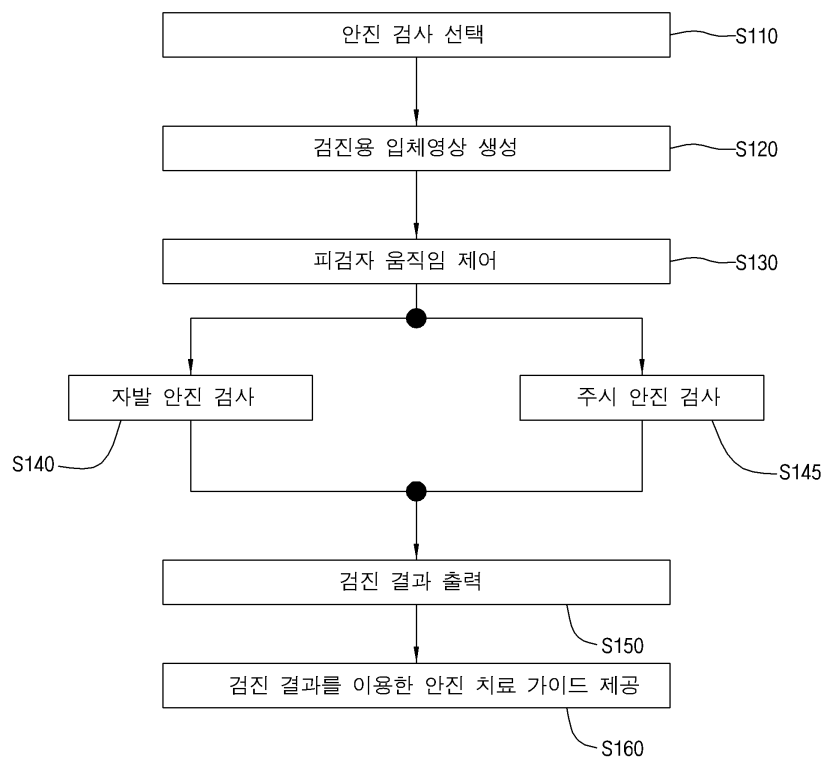 안진 검사 선택
S110
검진용 입체영상 생성
S120
피검자 움직임 제어
S130
자발 안진 검사
주시 안진 검사
S140
S145
검진 결과 출력
S150
검진 결과를 이용한 안진 치료 가이드 제공
S160